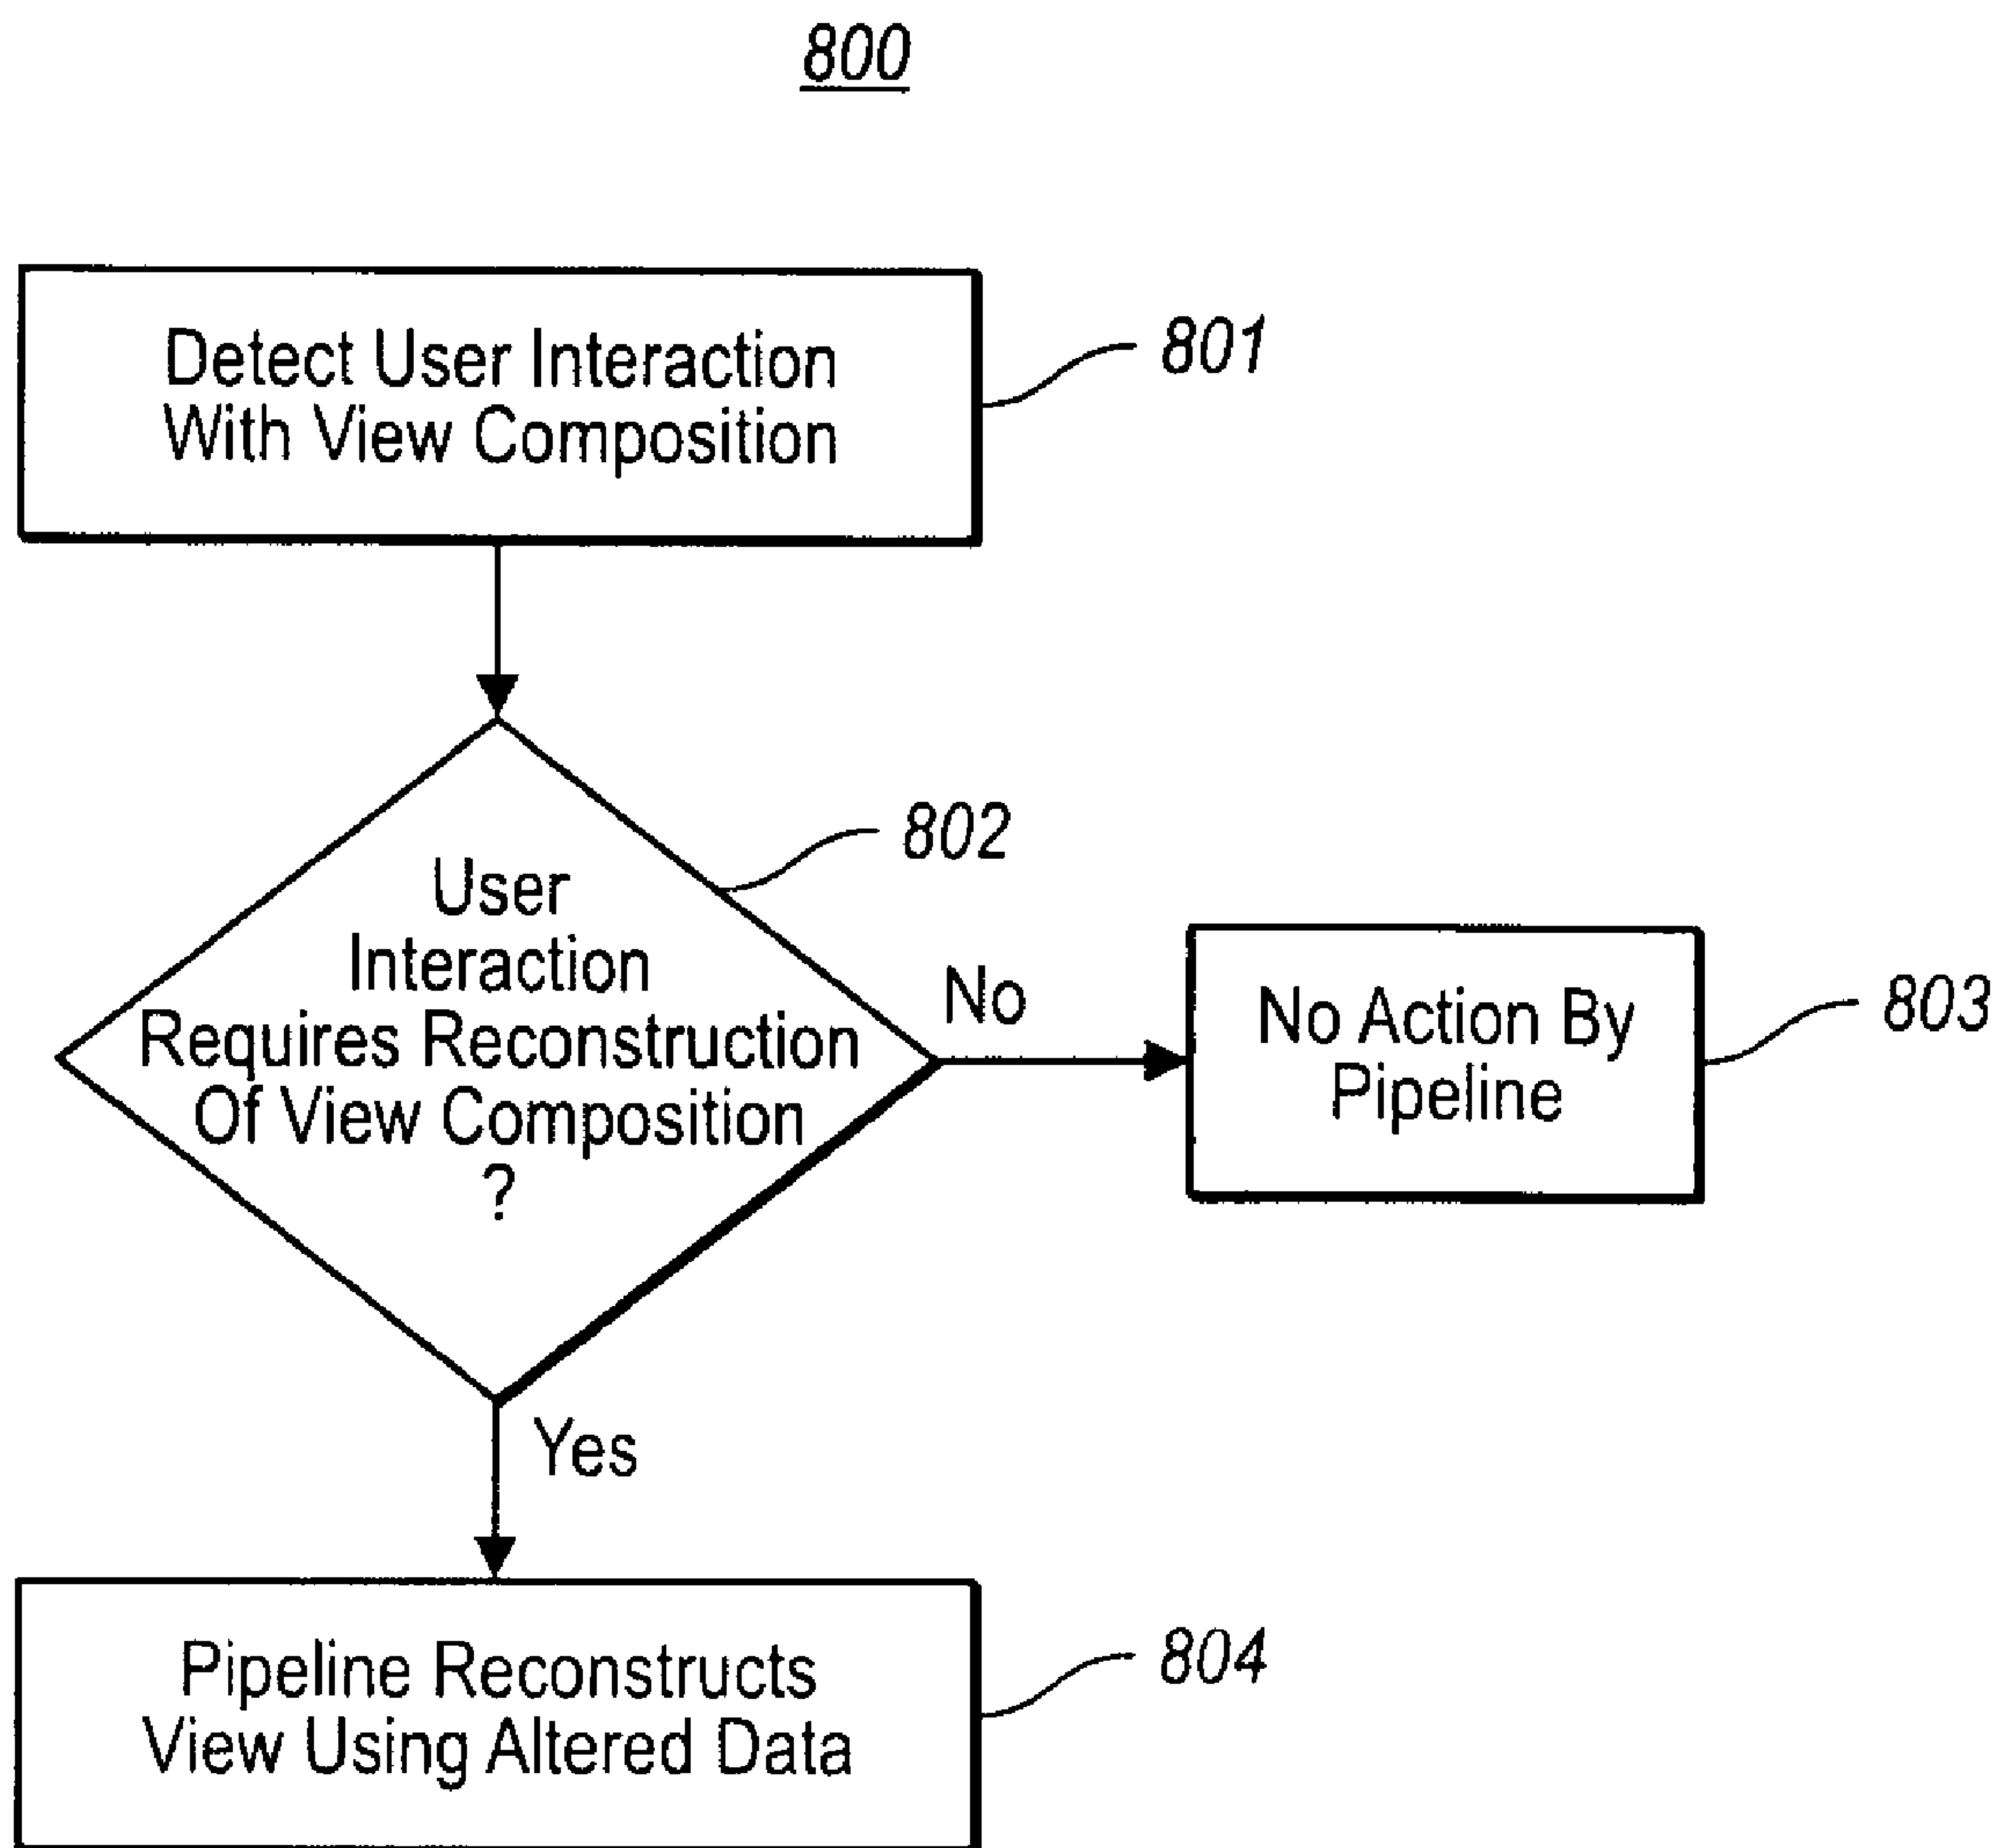 800
Detect User Interaction
With View Composition
801
User
Interaction
Requires Reconstruction
Of View Composition
?
802
No
No Action By
Pipeline
803
Yes
Pipeline Reconstructs
View Using Altered Data
804